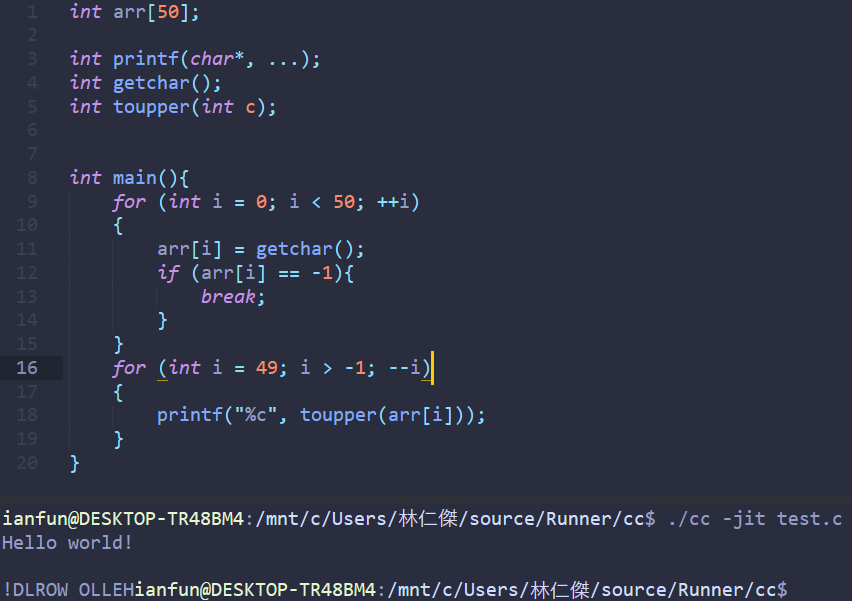 1 int arr[50];
2
3 int printf(char*, ...);
4 int getchar();
5 int toupper(int c);
6
7
8 int main(){
9 for (int i = 0; i < 50; ++i)
10 {
11 arr[i] = getchar();
12 if (arr[i] == -1){
13 break;
14 }
15 }
16 for (int i = 49; i > -1; --i)
17 {
18 printf("%c", toupper(arr[i]));
19 }
20 }
ianfun@DESKTOP-TR48BM4:/mnt/c/Users/林仁傑/source/Runner/cc$ ./cc -jit test.c
Hello world!
!DLROW OLLEHianfun@DESKTOP-TR48BM4:/mnt/c/Users/林仁傑/source/Runner/cc$